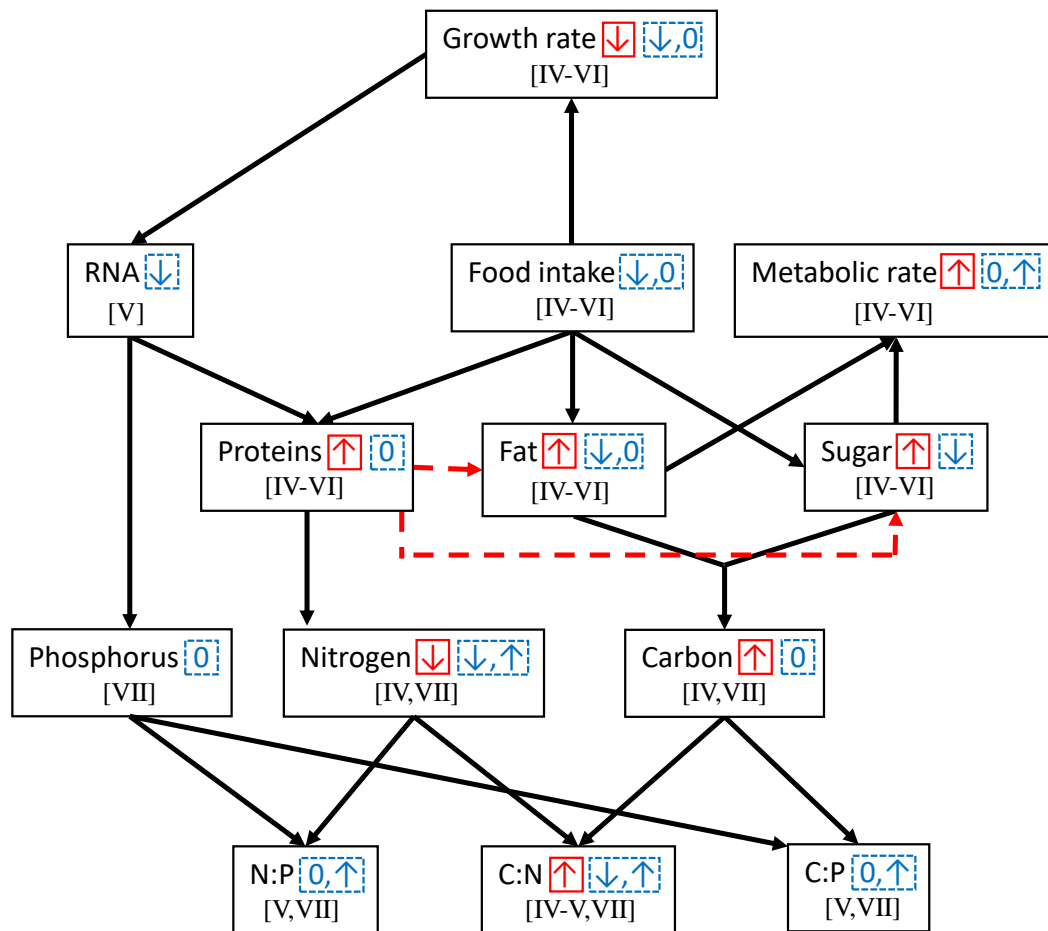 Growth rate ↓ ↓,0
[IV-VI]
RNA ↓
[V]
Food intake ↓,0
[IV-VI]
Metabolic rate ↑ 0,↑
[IV-VI]
Proteins ↑ 0
[IV-VI]
Fat ↑ ↓,0
[IV-VI]
Sugar ↑ ↓
[IV-VI]
Phosphorus 0
[VII]
Nitrogen ↓ ↓,↑
[IV,VII]
Carbon ↑ 0
[IV,VII]
N:P 0,↑
[V,VII]
C:N ↑ ↓,↑
[IV-V,VII]
C:P 0,↑
[V,VII]